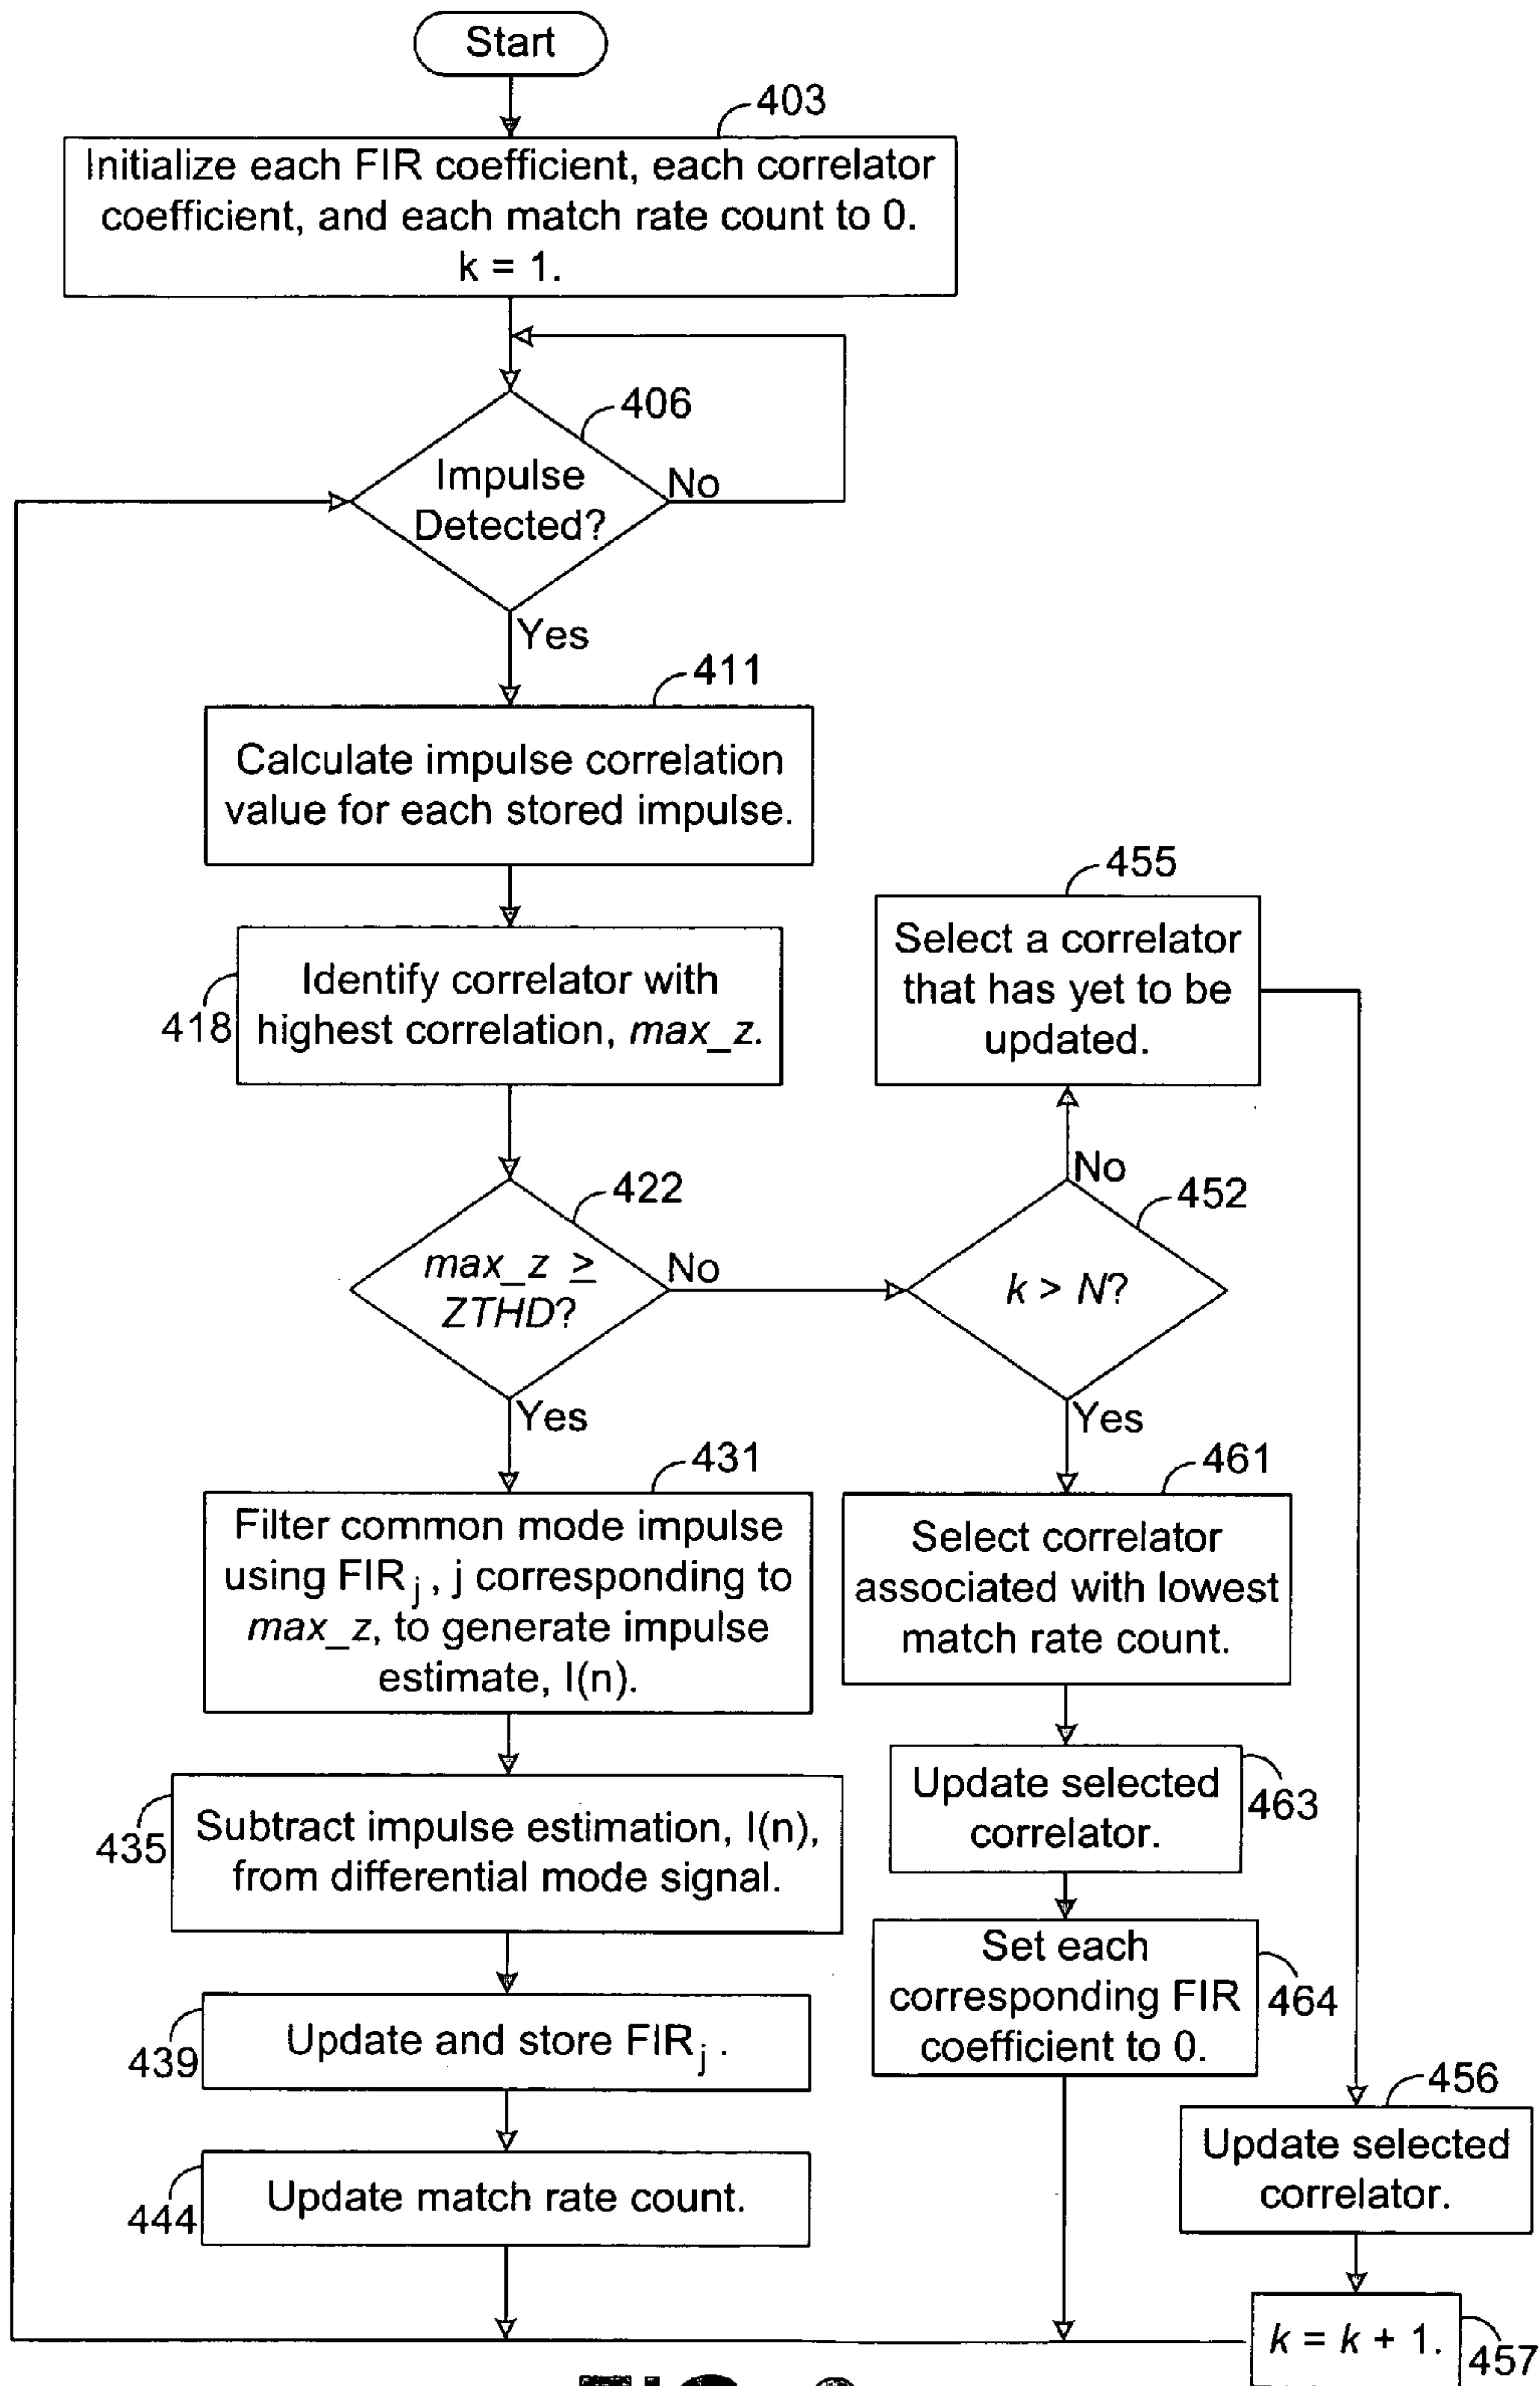 Start
403
Initialize each FIR coefficient, each correlator
coefficient, and each match rate count to 0.
k = 1.
406
Impulse
Detected?
No
Yes
411
Calculate impulse correlation
value for each stored impulse.
418
Identify correlator with
highest correlation, max_z.
455
Select a correlator
that has yet to be
updated.
422
max_z ≥
ZTHD?
No
Yes
452
k > N?
No
Yes
431
Filter common mode impulse
using FIR j , j corresponding to
max_z, to generate impulse
estimate, I(n).
461
Select correlator
associated with lowest
match rate count.
435
Subtract impulse estimation, I(n),
from differential mode signal.
463
Update selected
correlator.
439
Update and store FIR j .
464
Set each
corresponding FIR
coefficient to 0.
444
Update match rate count.
456
Update selected
correlator.
k = k + 1.
457